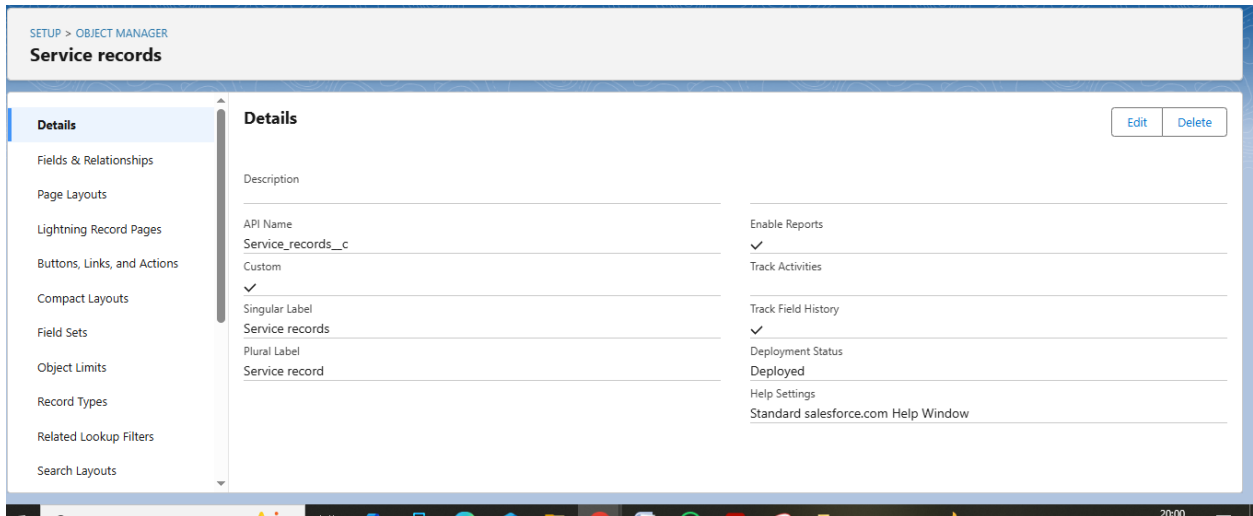 SETUP > OBJECT MANAGER
Service records
Details
Fields & Relationships
Page Layouts
Lightning Record Pages
Buttons, Links, and Actions
Compact Layouts
Field Sets
Object Limits
Record Types
Related Lookup Filters
Search Layouts
Details
Edit Delete
Description
API Name
Service_records__c
Custom
Singular Label
Service records
Plural Label
Service record
Enable Reports
Track Activities
Track Field History
Deployment Status
Deployed
Help Settings
Standard salesforce.com Help Window
20:00